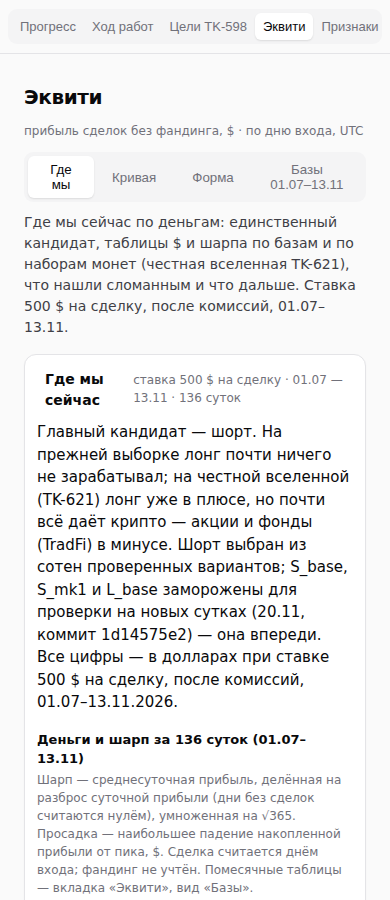 Прогресс Ход работ Цели ТК-598 Эквити Признаки
Эквити
прибыль сделок без фандинга, $ · по дню входа, UTC
Где мы Кривая Форма Базы 01.07–13.11
Где мы сейчас по деньгам: единственный
кандидат, таблицы $ и шарпа по базам и по
наборам монет (честная вселенная TK-621),
что нашли сломанным и что дальше. Ставка
500 $ на сделку, после комиссий, 01.07–
13.11.
Где мы сейчас
ставка 500 $ на сделку · 01.07 —
13.11 · 136 суток
Главный кандидат — шорт. На
прежней выборке лонг почти ничего
не зарабатывал; на честной вселенной
(TK-621) лонг уже в плюсе, но почти
всё даёт крипто — акции и фонды
(TradFi) в минусе. Шорт выбран из
сотен проверенных вариантов; S_base,
S_mk1 и L_base заморожены для
проверки на новых сутках (20.11,
коммит 1d14575e2) — она впереди.
Все цифры — в долларах при ставке
500 $ на сделку, после комиссий,
01.07–13.11.2026.
Деньги и шарп за 136 суток (01.07–
13.11)
Шарп — среднесуточная прибыль, делённая на
разброс суточной прибыли (дни без сделок
считаются нулём), умноженная на √365.
Просадка — наибольшее падение накопленной
прибыли от пика, $. Сделка считается днём
входа; фандинг не учтён. Помесячные таблицы
— вкладка «Эквити», вид «Базы».